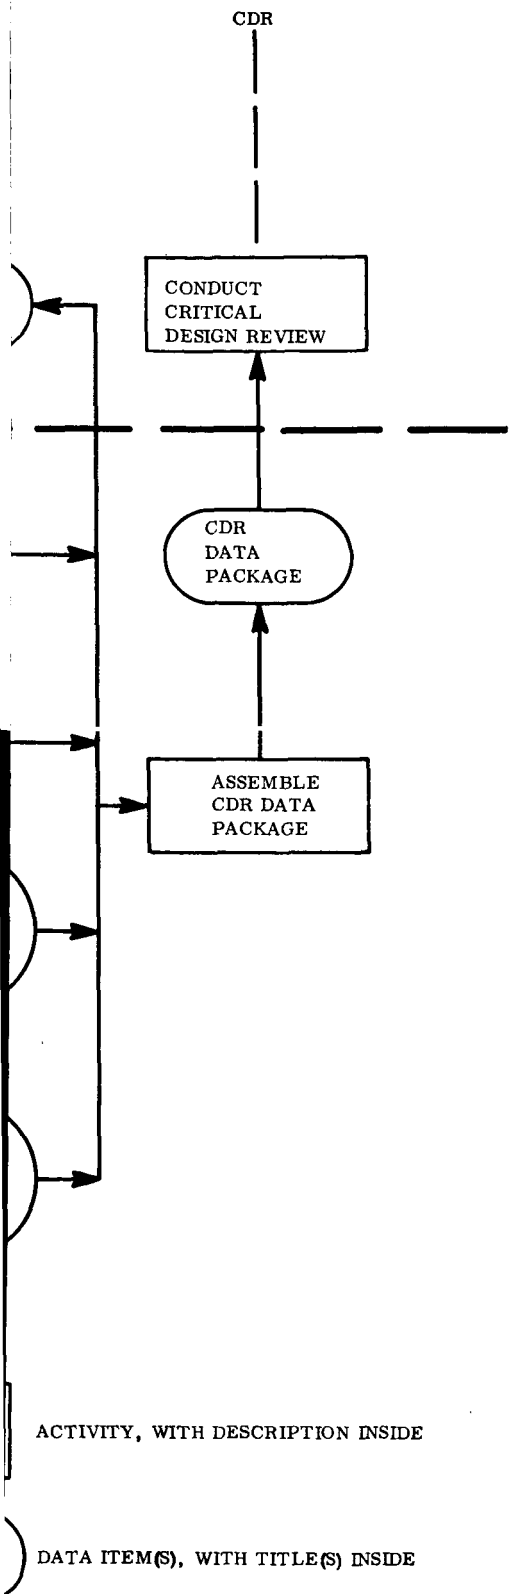 CDR
CONDUCT
CRITICAL
DESIGN REVIEW
CDR
DATA
PACKAGE
ASSEMBLE
CDR DATA
PACKAGE
ACTIVITY, WITH DESCRIPTION INSIDE
DATA ITEM(S), WITH TITLE(S) INSIDE